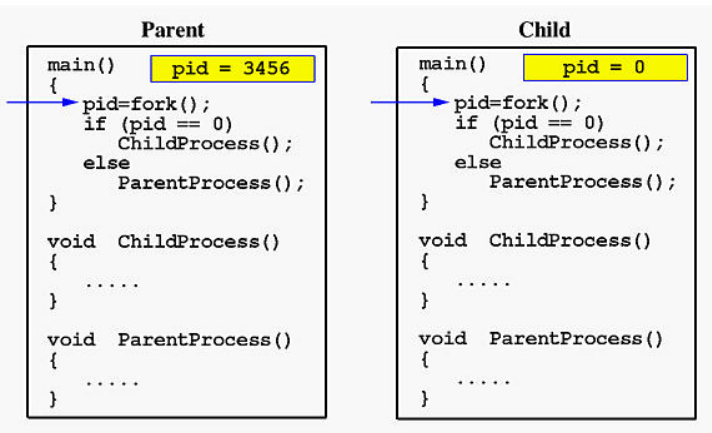 Parent
main() pid = 3456
{
pid=fork();
if (pid == 0)
ChildProcess();
else
ParentProcess();
}
void ChildProcess()
{
.....
}
void ParentProcess()
{
.....
}
Child
main() pid = 0
{
pid=fork();
if (pid == 0)
ChildProcess();
else
ParentProcess();
}
void ChildProcess()
{
.....
}
void ParentProcess()
{
.....
}